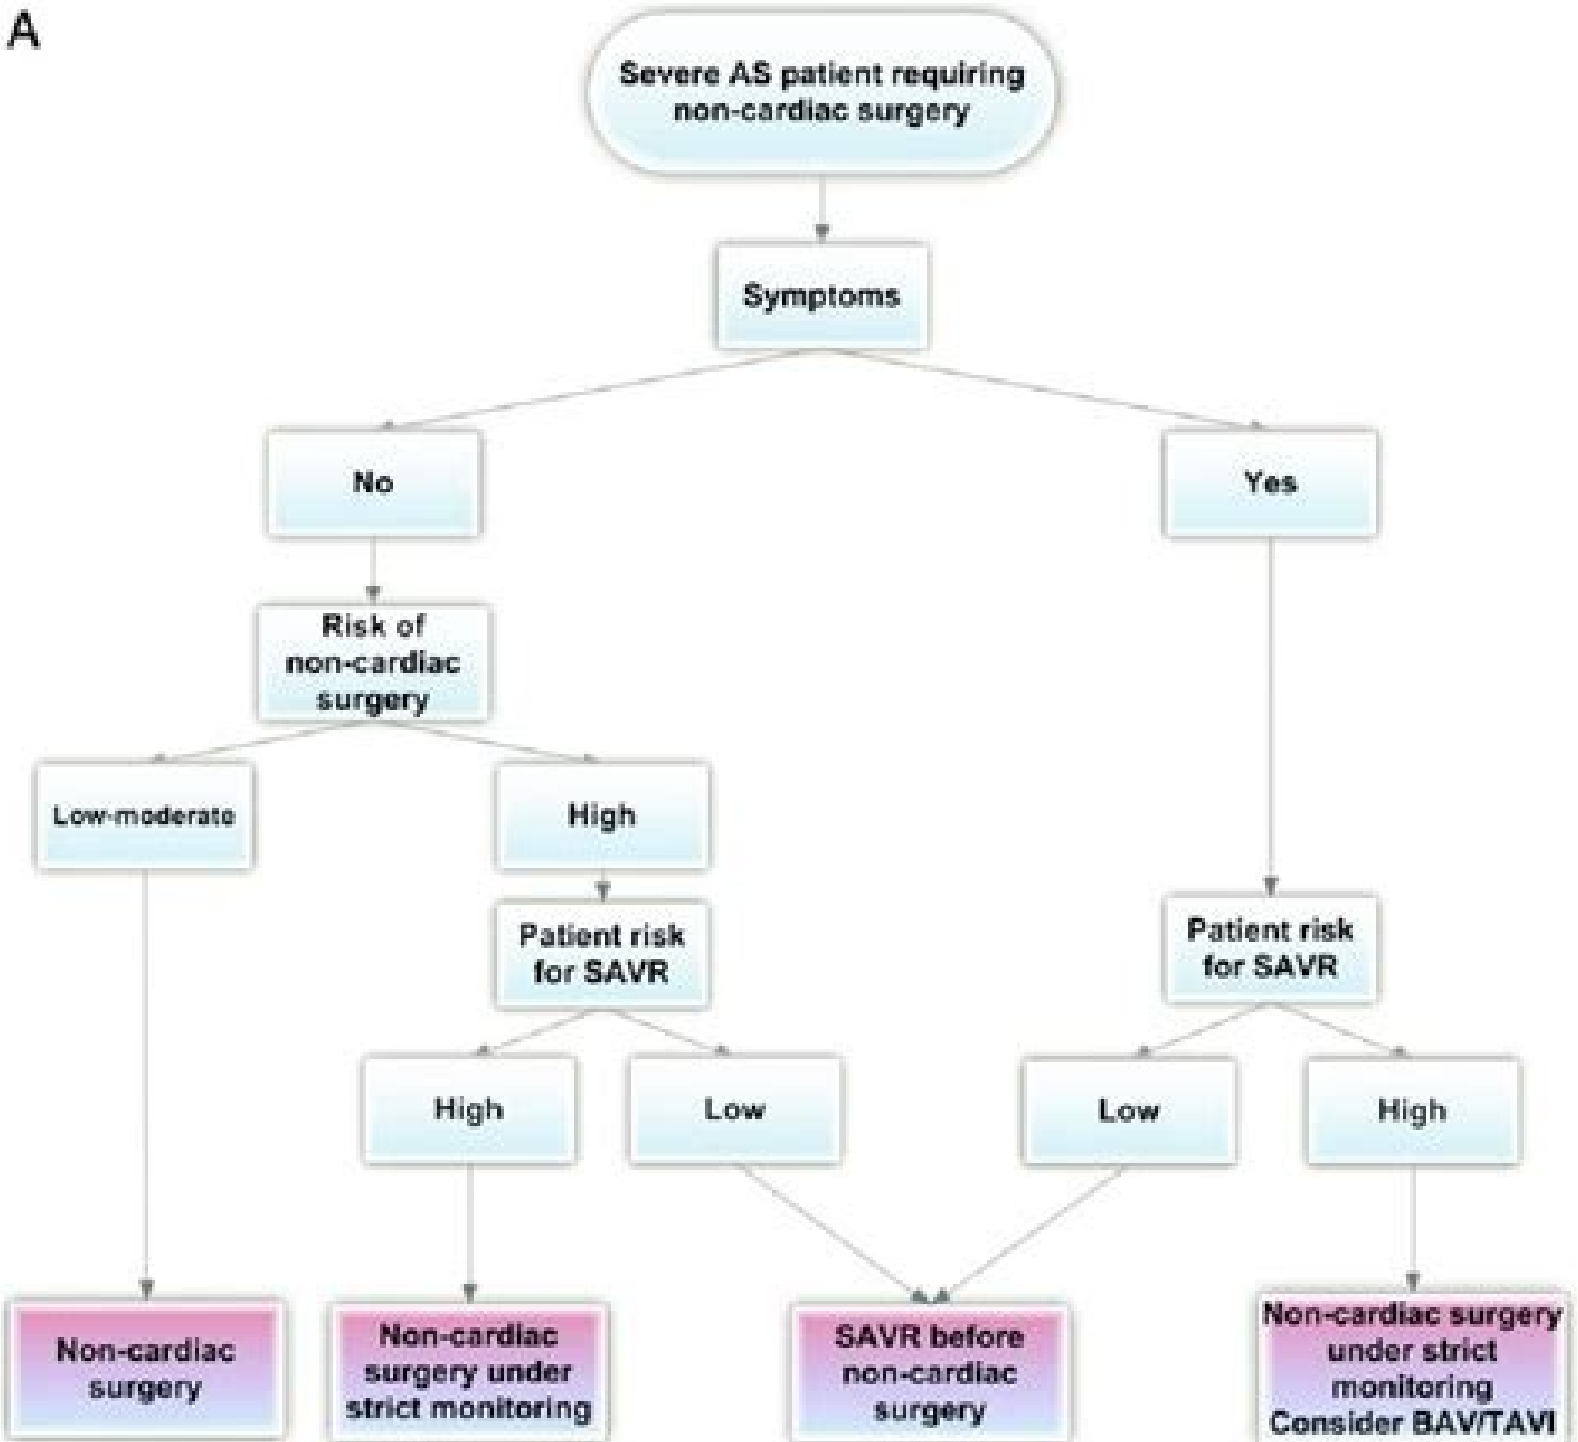 A
Severe AS patient requiring
non-cardiac surgery
Symptoms
No
Yes
Risk of
non-cardiac
surgery
Low-moderate
High
Patient risk
for SAVR
Patient risk
for SAVR
High
Low
Low
High
Non-cardiac
surgery
Non-cardiac
surgery under
strict monitoring
SAVR before
non-cardiac
surgery
Non-cardiac surgery
under strict
monitoring
Consider BAV/TAVI